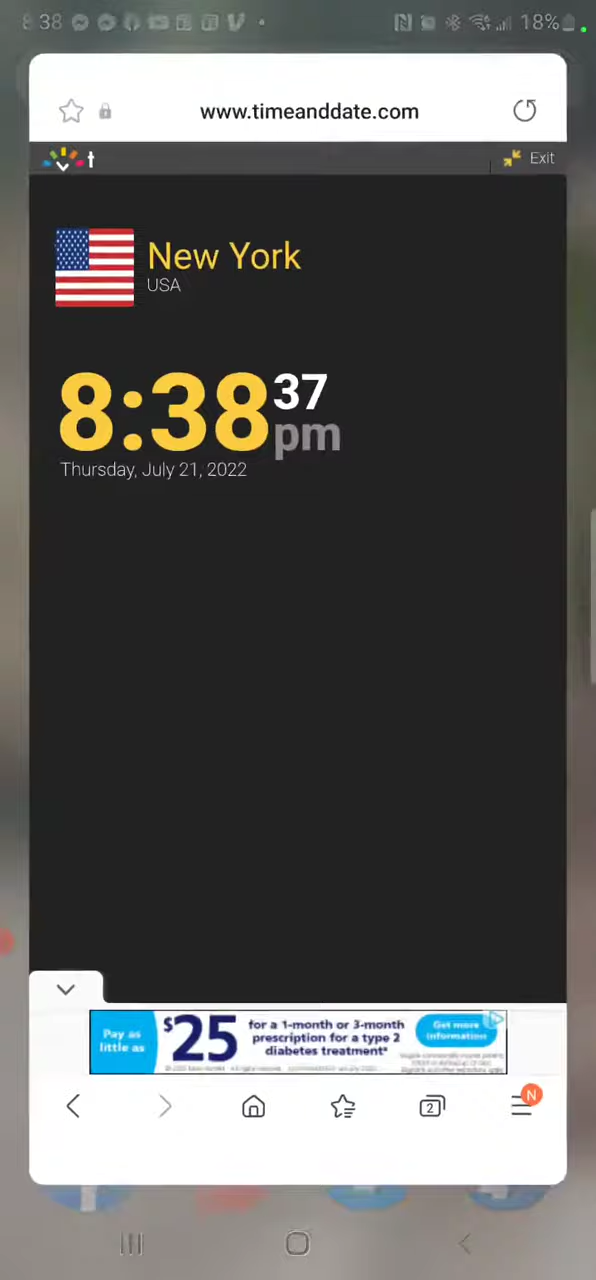 8:38
18%
www.timeanddate.com
t
Exit
New York
USA
8:38 37
pm
Thursday, July 21, 2022
Pay as
little as
$25
for a 1-month or 3-month
prescription for a type 2
diabetes treatment*
Get more
information
2
N